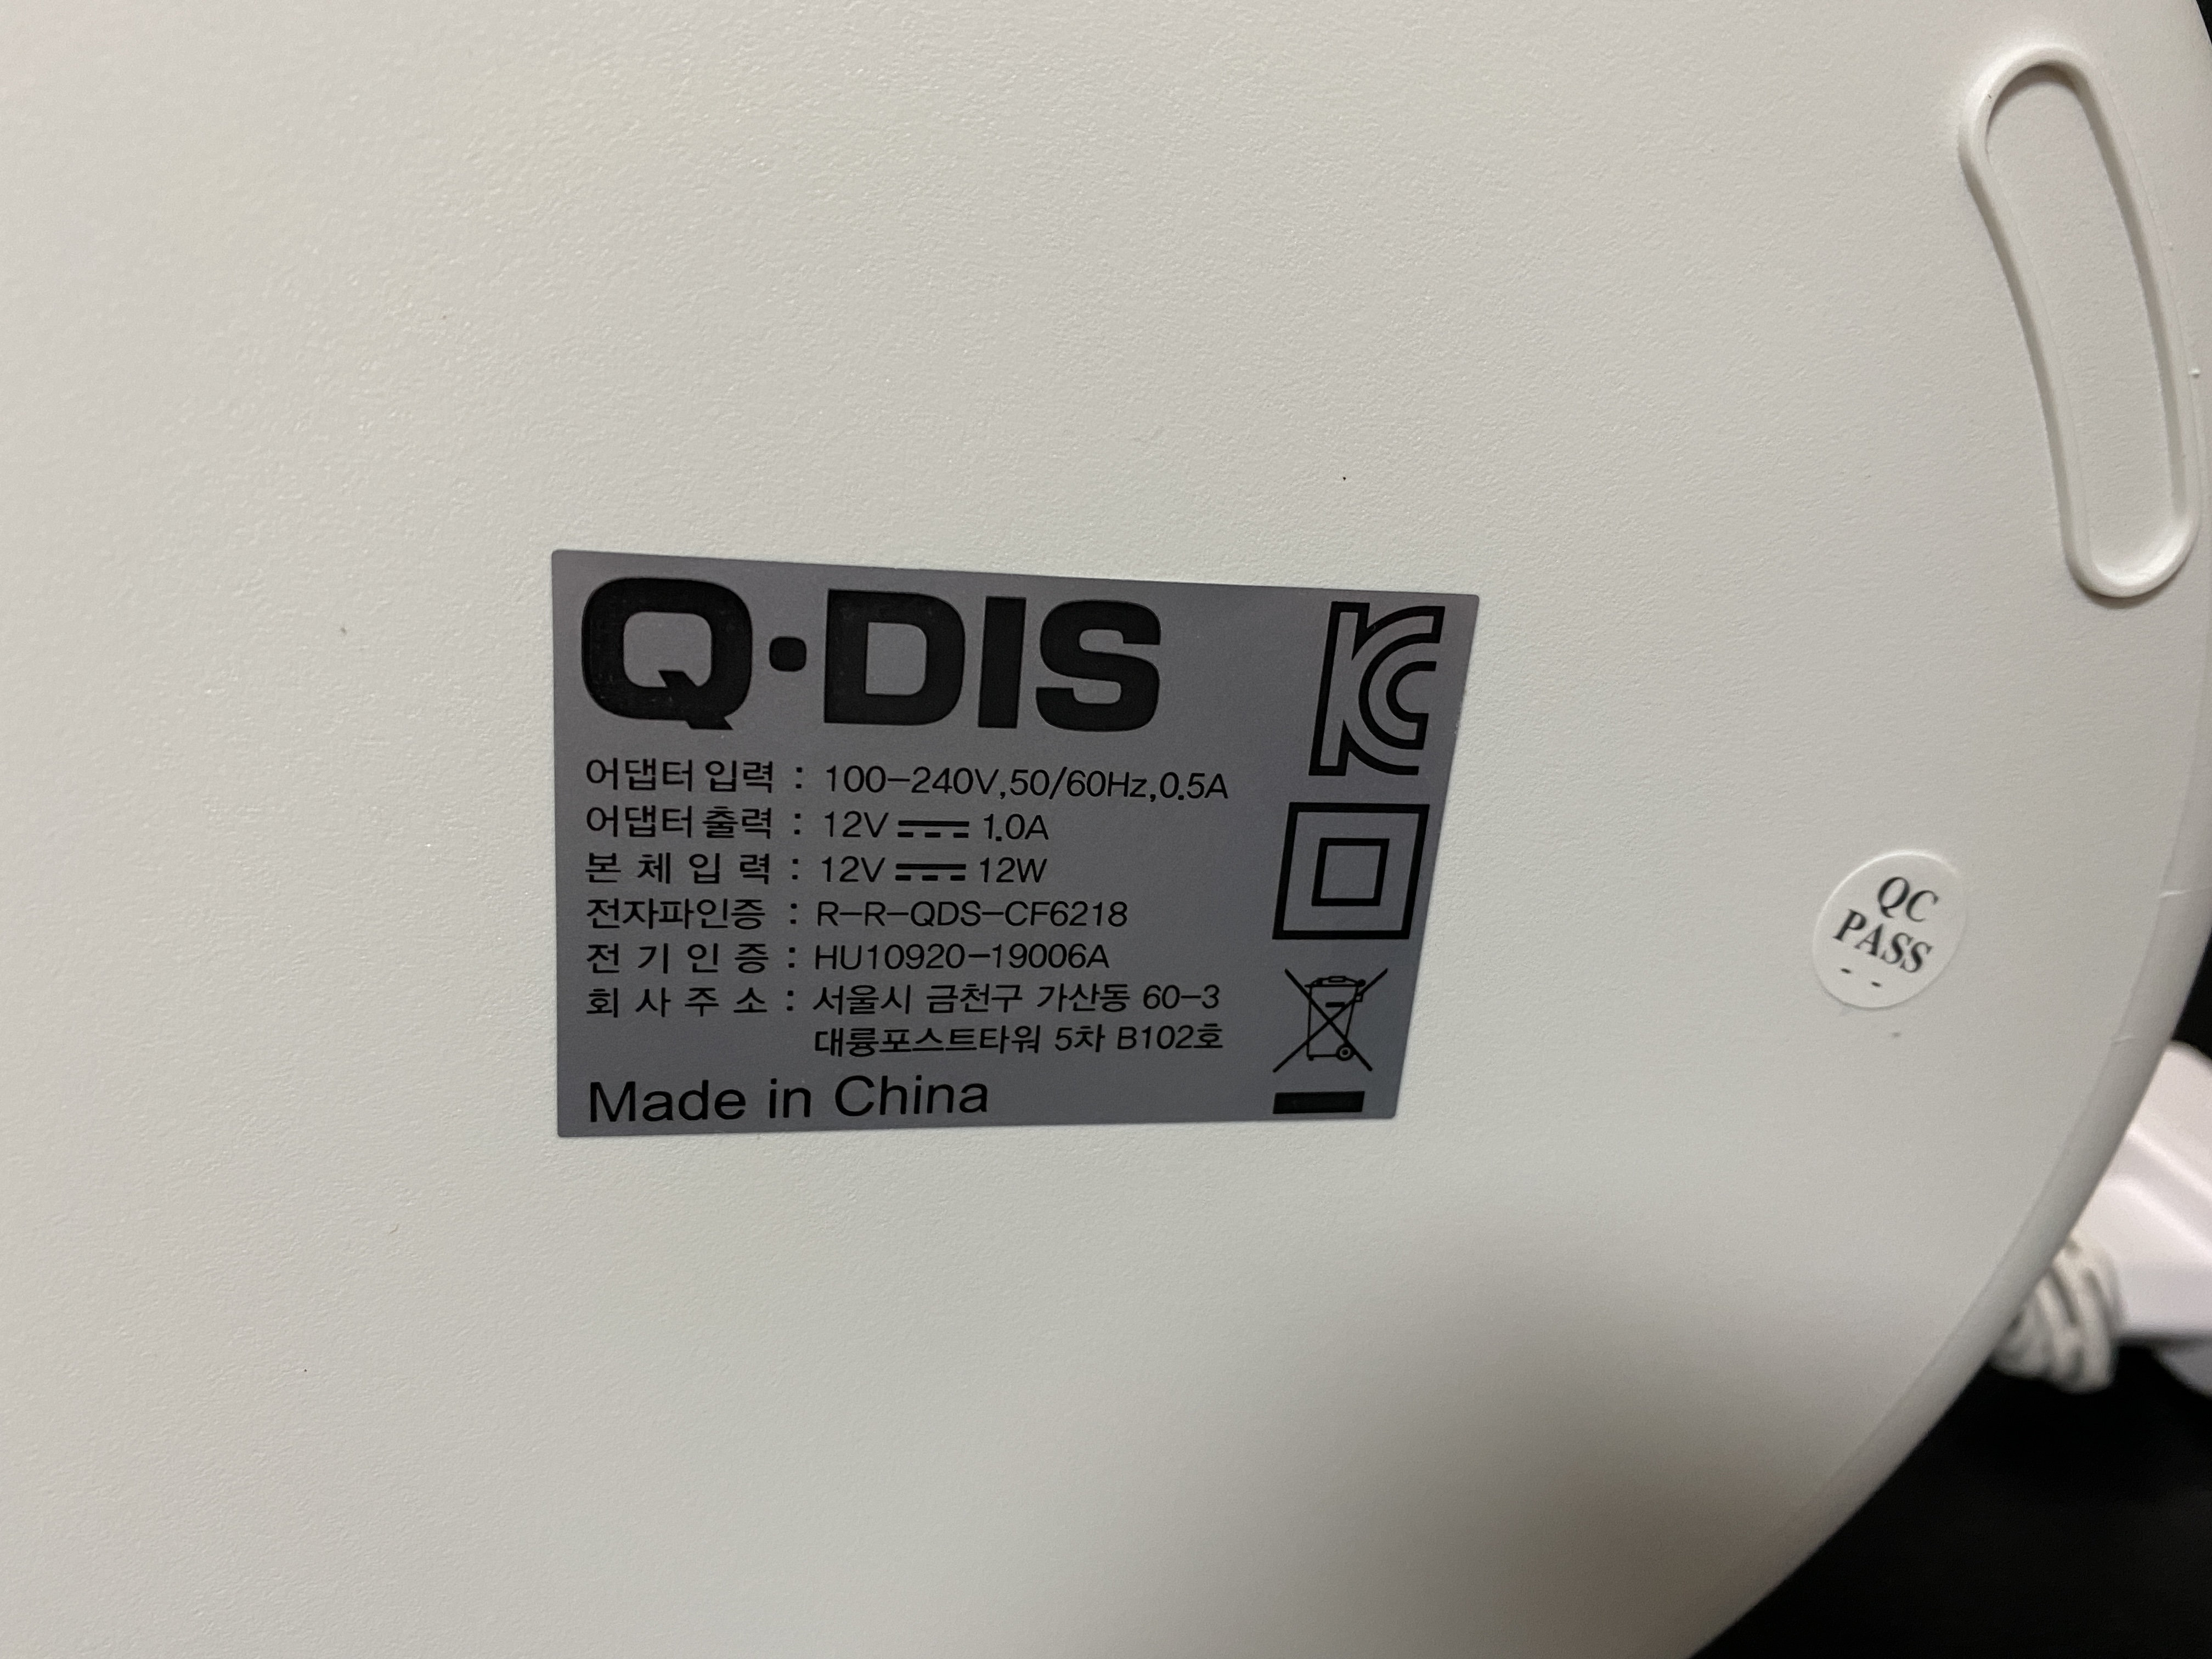 Q·DIS
어댑터 입력 : 100-240V,50/60Hz,0.5A
어댑터 출력 : 12V⎓1.0A
본 체 입 력 : 12V⎓12W
전자파인증 : R-R-QDS-CF6218
전 기 인 증 : HU10920-19006A
회 사 주 소 : 서울시 금천구 가산동 60-3
대륭포스트타워 5차 B102호
Made in China
QC
PASS